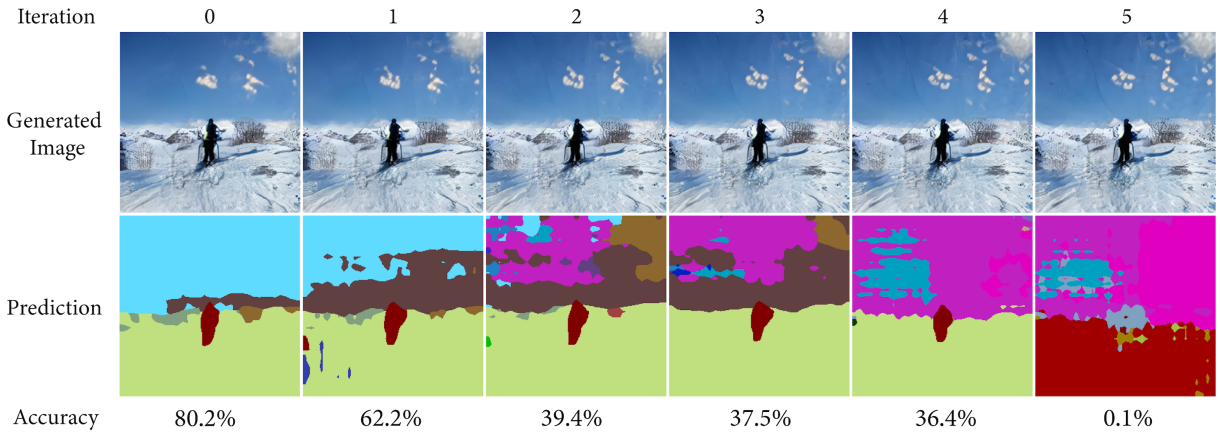 Iteration 0 1 2 3 4 5
Generated
Image
Prediction
Accuracy 80.2% 62.2% 39.4% 37.5% 36.4% 0.1%